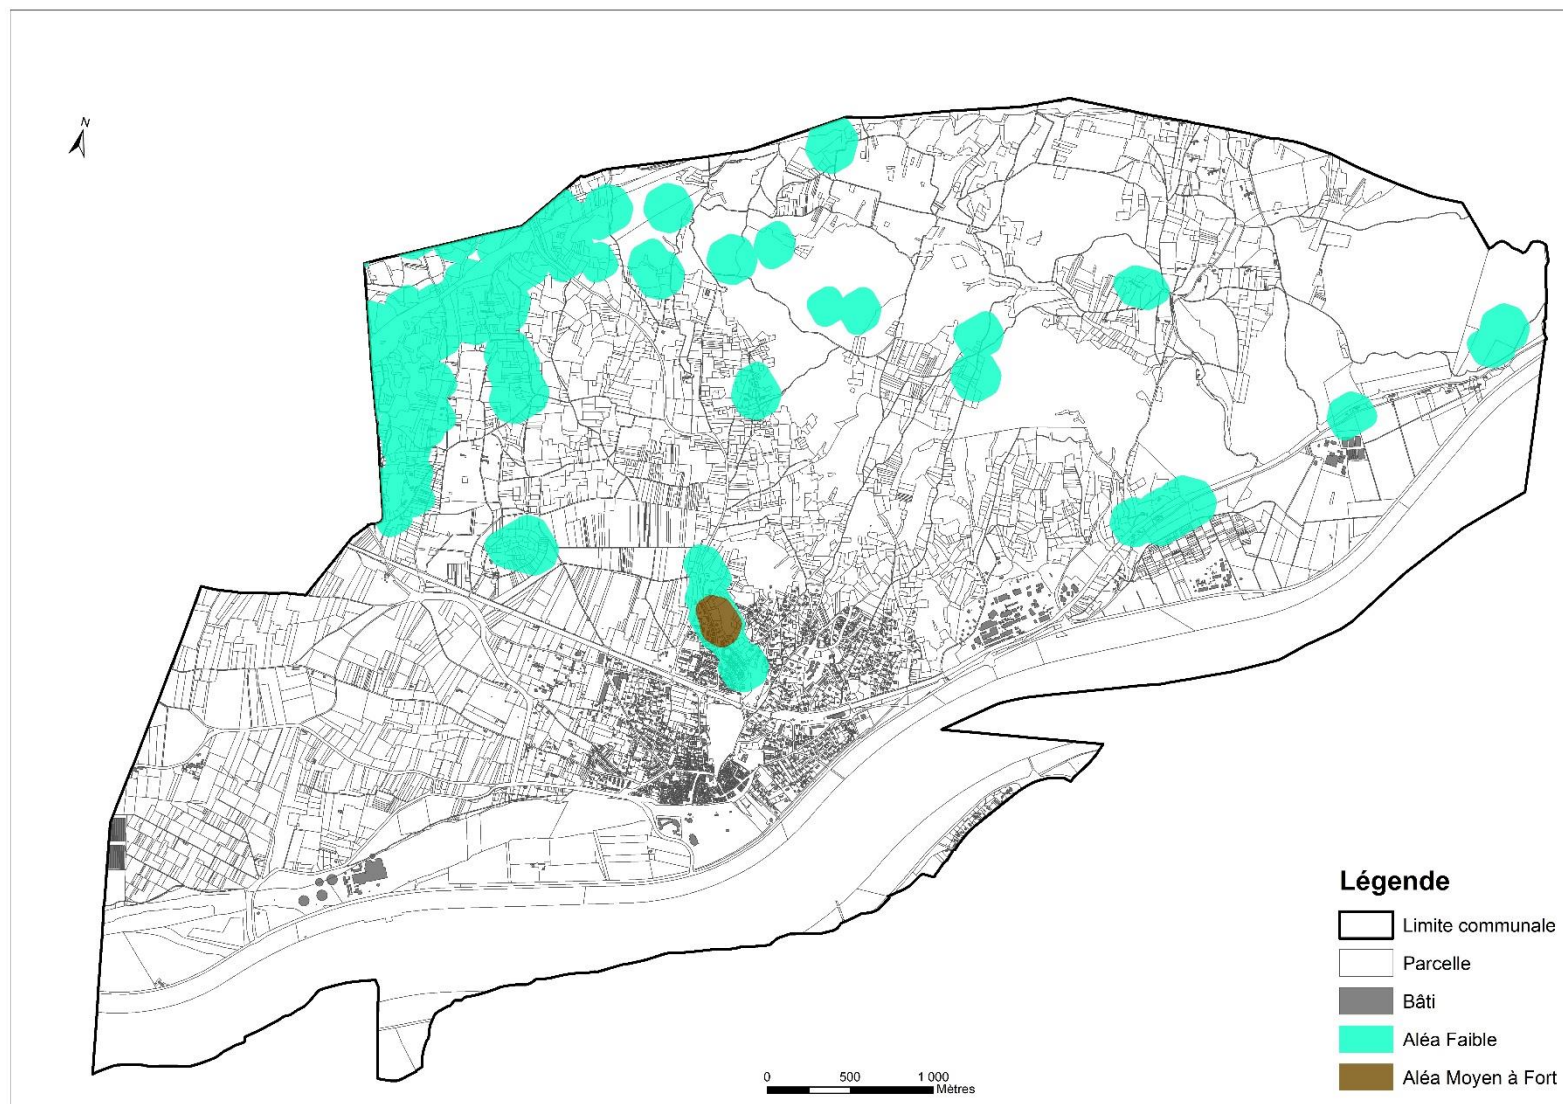 N
Légende
Limite communale
Parcelle
Bâti
Aléa Faible
Aléa Moyen à Fort
0 500 1 000
Mètres